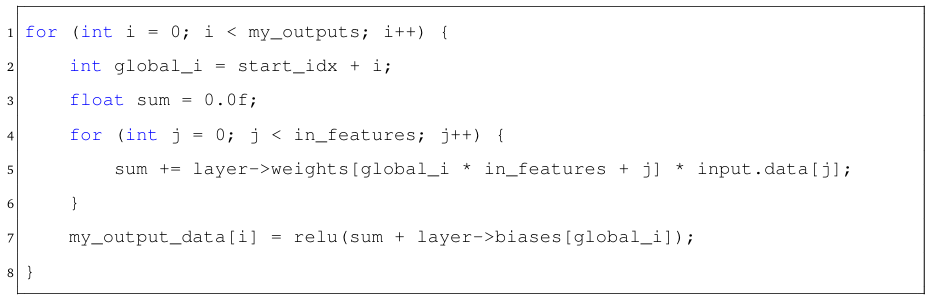 1 for (int i = 0; i < my_outputs; i++) {
2     int global_i = start_idx + i;
3     float sum = 0.0f;
4     for (int j = 0; j < in_features; j++) {
5         sum += layer->weights[global_i * in_features + j] * input.data[j];
6     }
7     my_output_data[i] = relu(sum + layer->biases[global_i]);
8 }